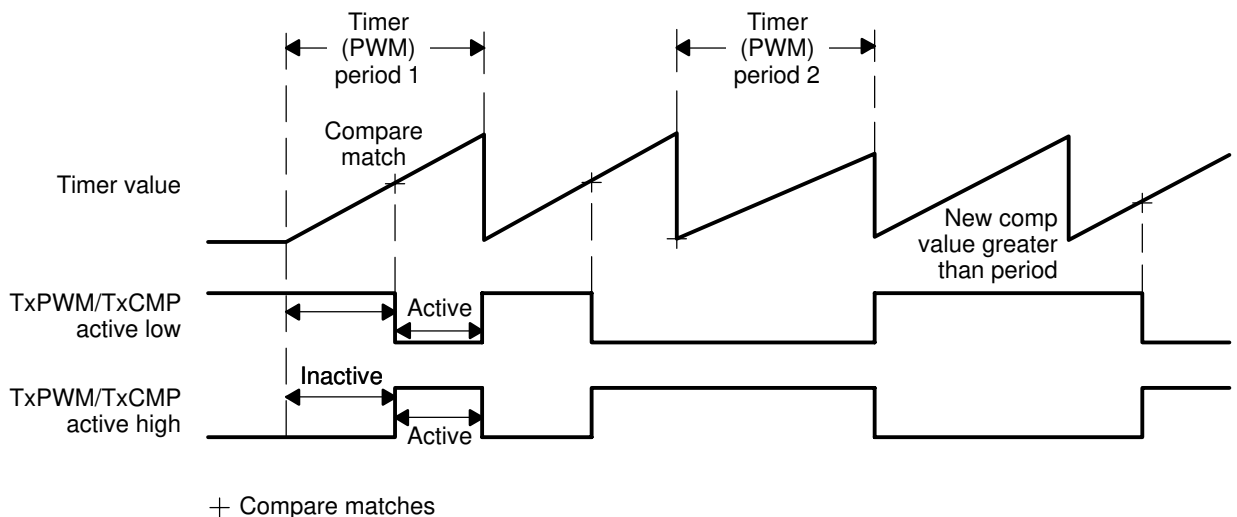 Timer
(PWM)
period 1
Timer
(PWM)
period 2
Compare
match
Timer value
New comp
value greater
than period
TxPWM/TxCMP
active low
Active
Inactive
TxPWM/TxCMP
active high
Active
+ Compare matches